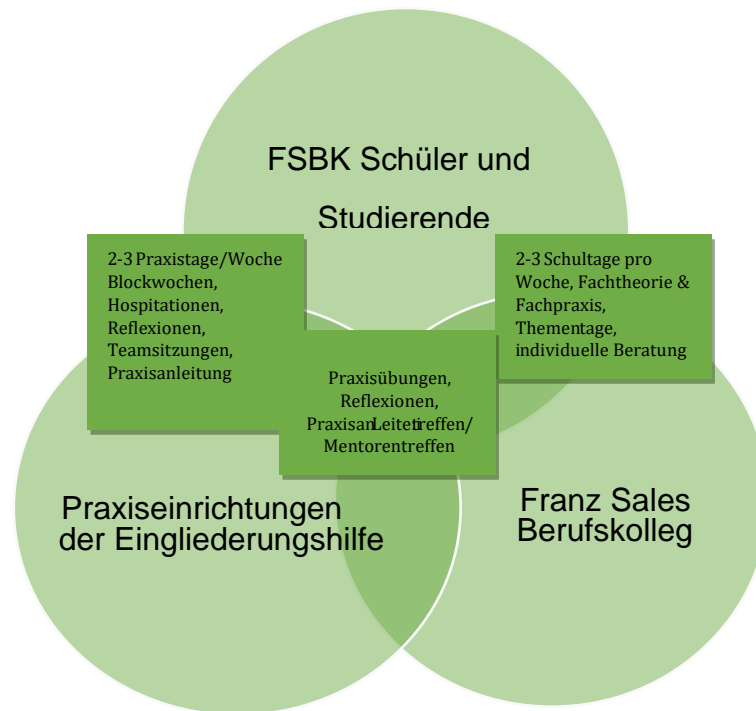 FSBK Schüler und
Studierende
2-3 Praxistage/Woche
Blockwochen,
Hospitationen,
Reflexionen,
Teamsitzungen,
Praxisanleitung
2-3 Schultage pro
Woche, Fachtheorie &
Fachpraxis,
Thementage,
individuelle Beratung
Praxisübungen,
Reflexionen,
PraxisanLeitetreffen/
Mentorentreffen
Praxiseinrichtungen
der Eingliederungshilfe
Franz Sales
Berufskolleg